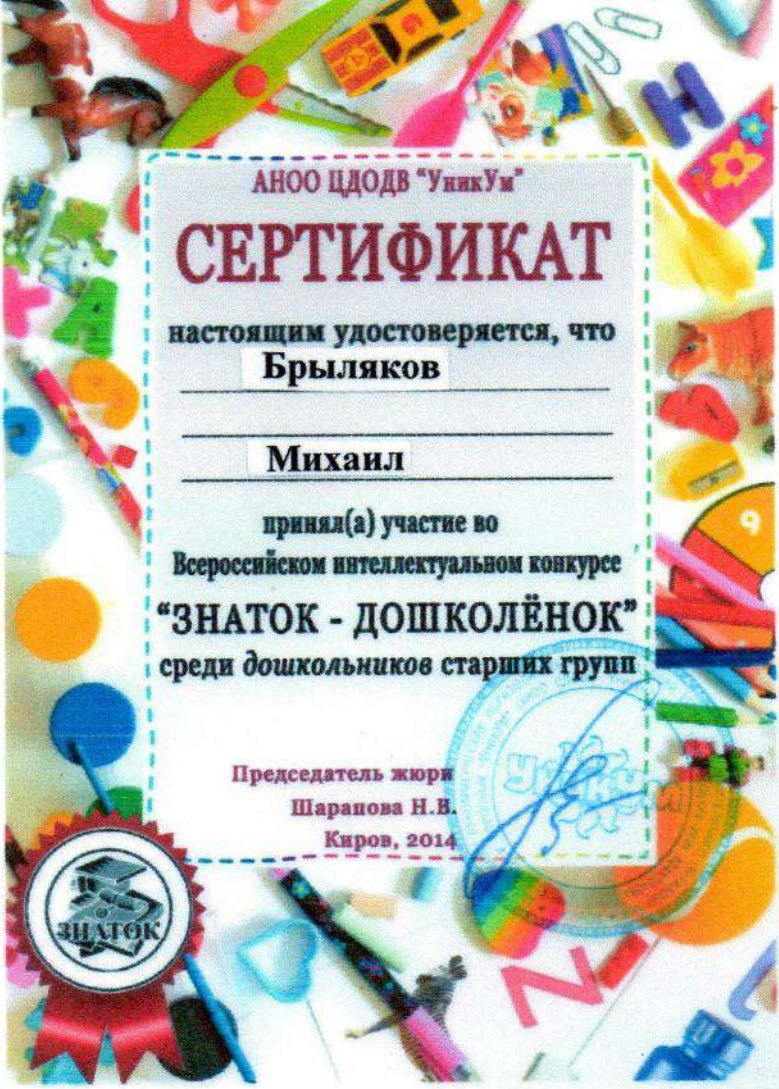 АНОО ЦДОДВ "УникУм"
СЕРТИФИКАТ
настоящим удостоверяется, что
Брыляков
Михаил
принял(а) участие во
Всероссийском интеллектуальном конкурсе
"ЗНАТОК - ДОШКОЛЁНОК"
среди дошкольников старших групп
Председатель жюри
Шарапова Н.В.
Киров, 2014
Уникум
ЗНАТОК